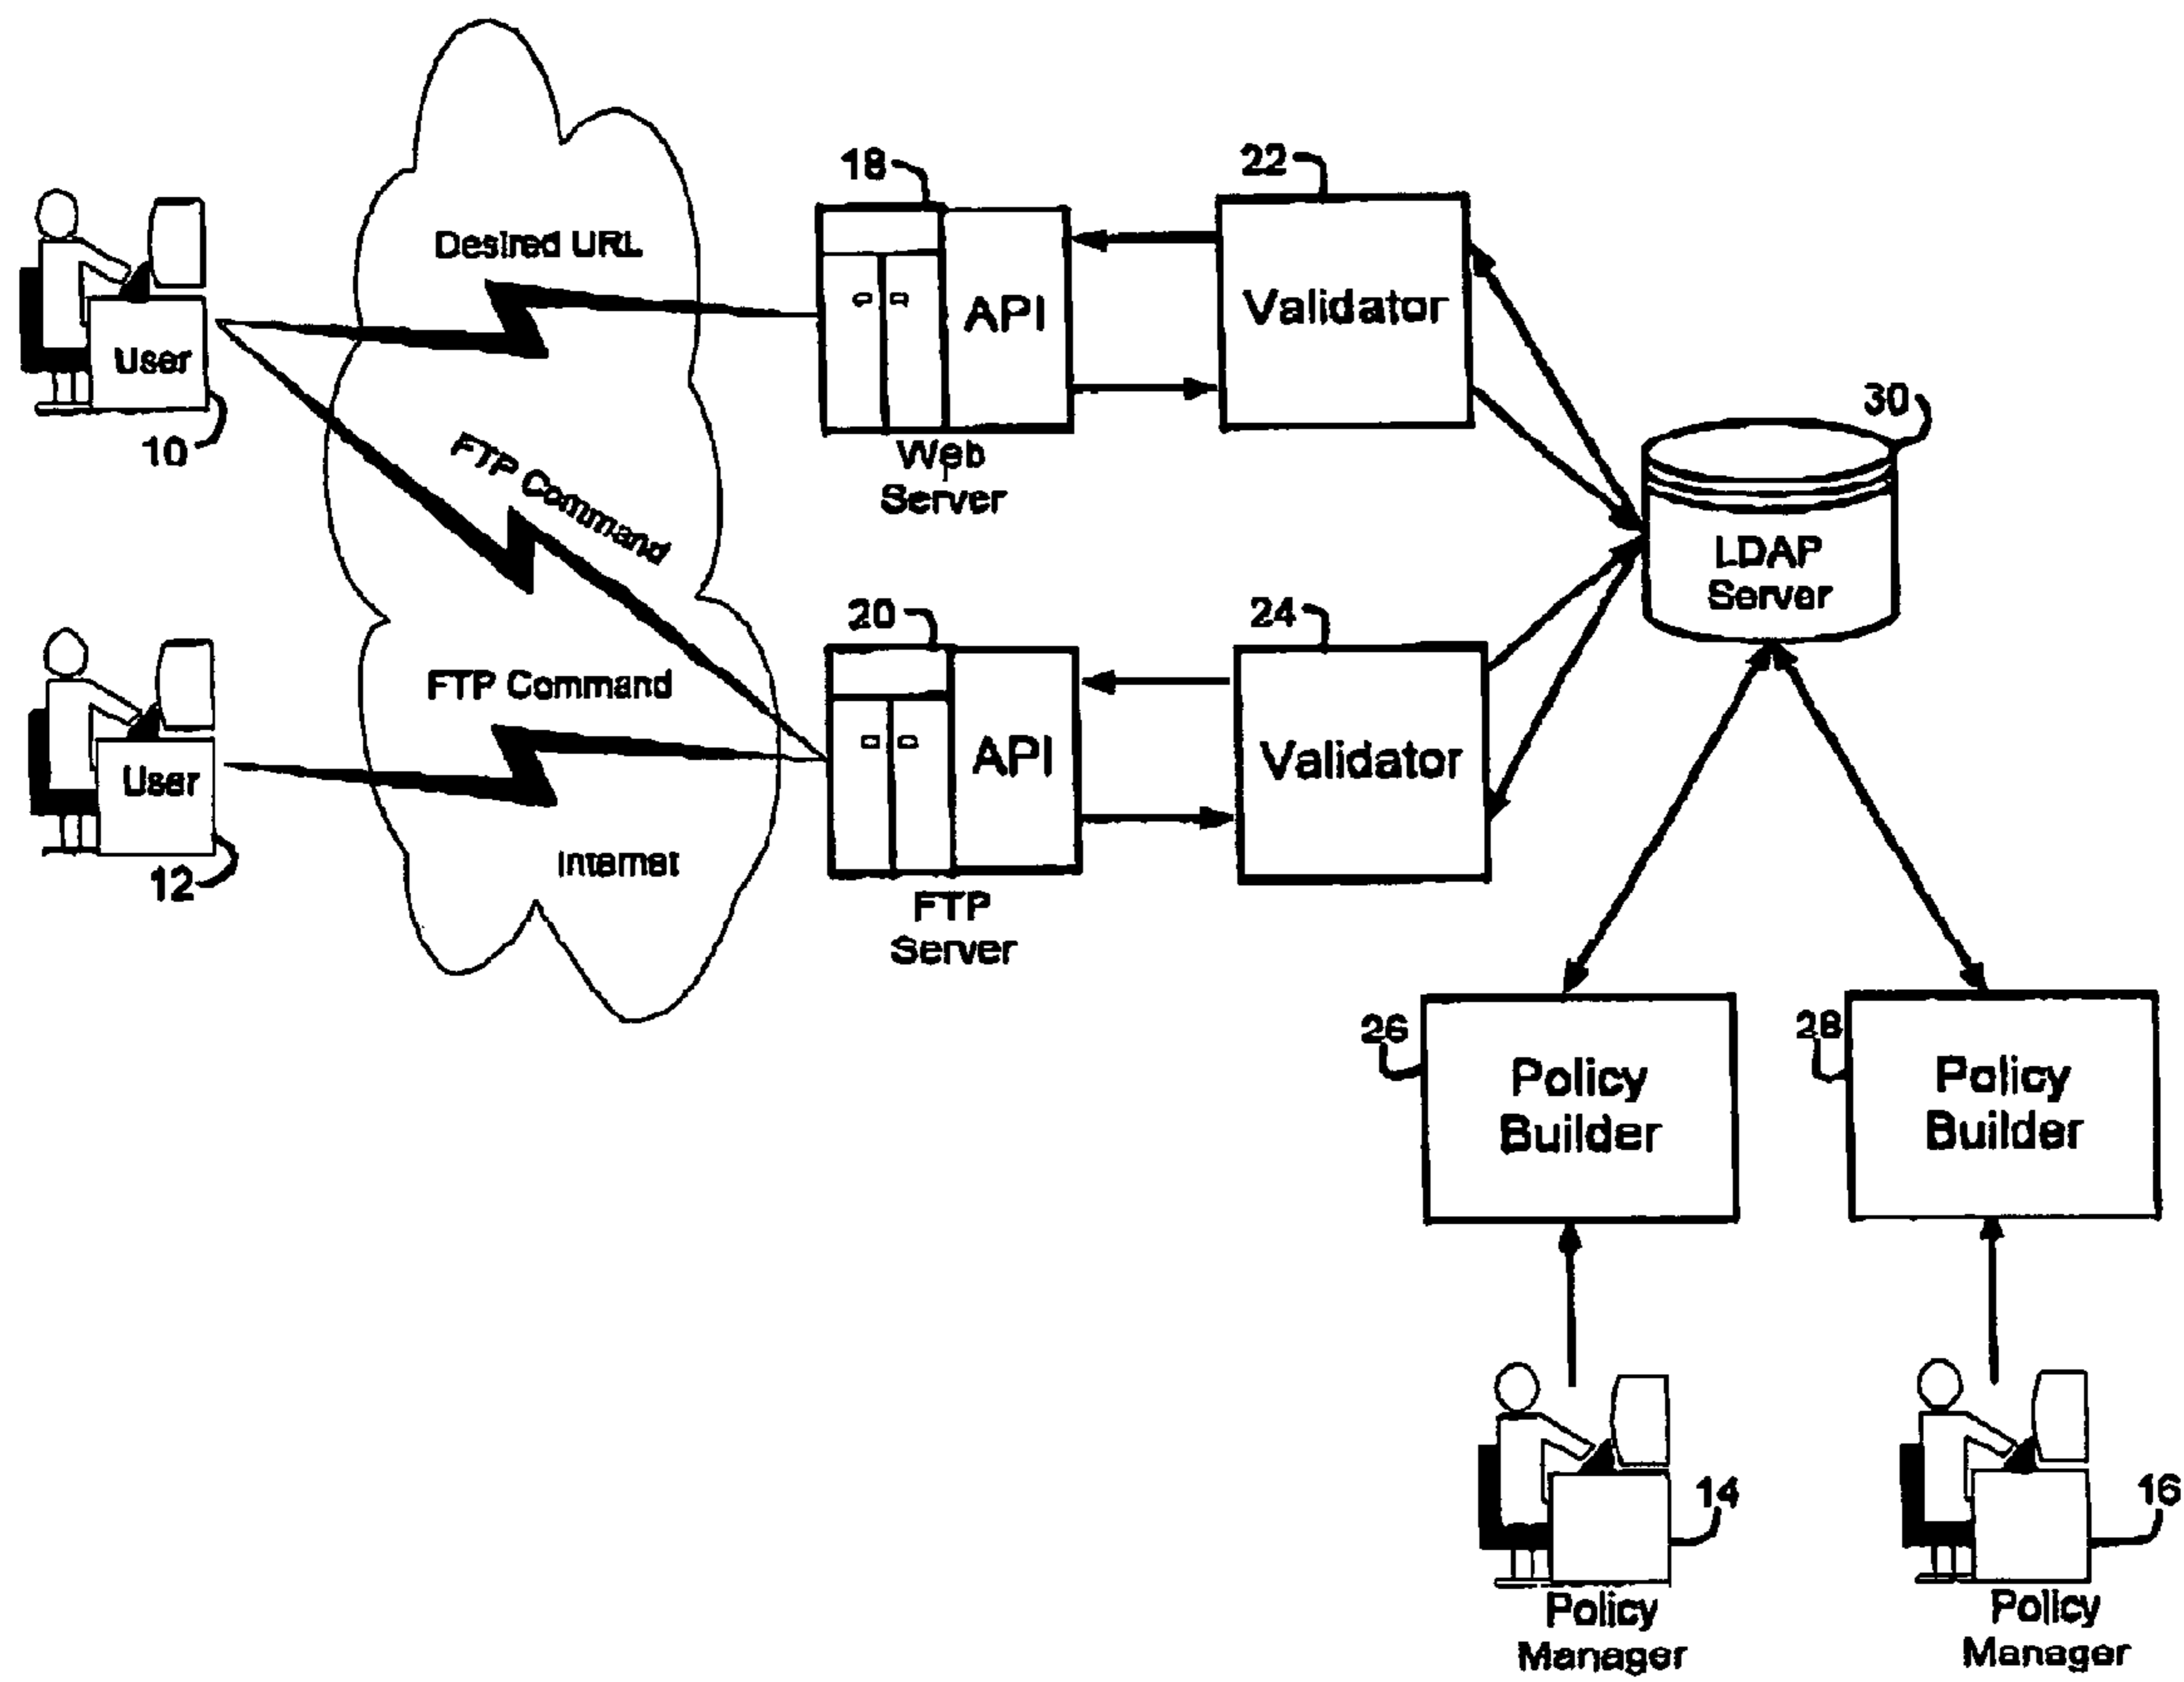 18
22
Desired URL
API
Validator
User
10
30
Web
Server
FTP Command
LDAP
Server
20
24
FTP Command
API
Validator
User
12
Internet
FTP
Server
26
Policy
Builder
28
Policy
Builder
14
Policy
Manager
16
Policy
Manager